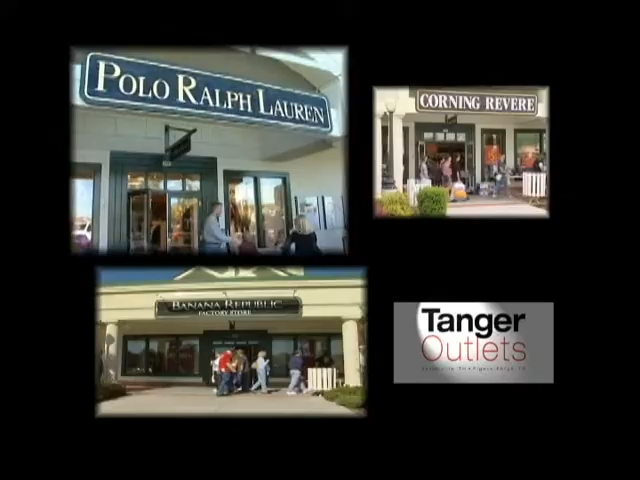 POLO RALPH LAUREN
CORNING REVERE
BANANA REPUBLIC
FACTORY STORE
Tanger
Outlets